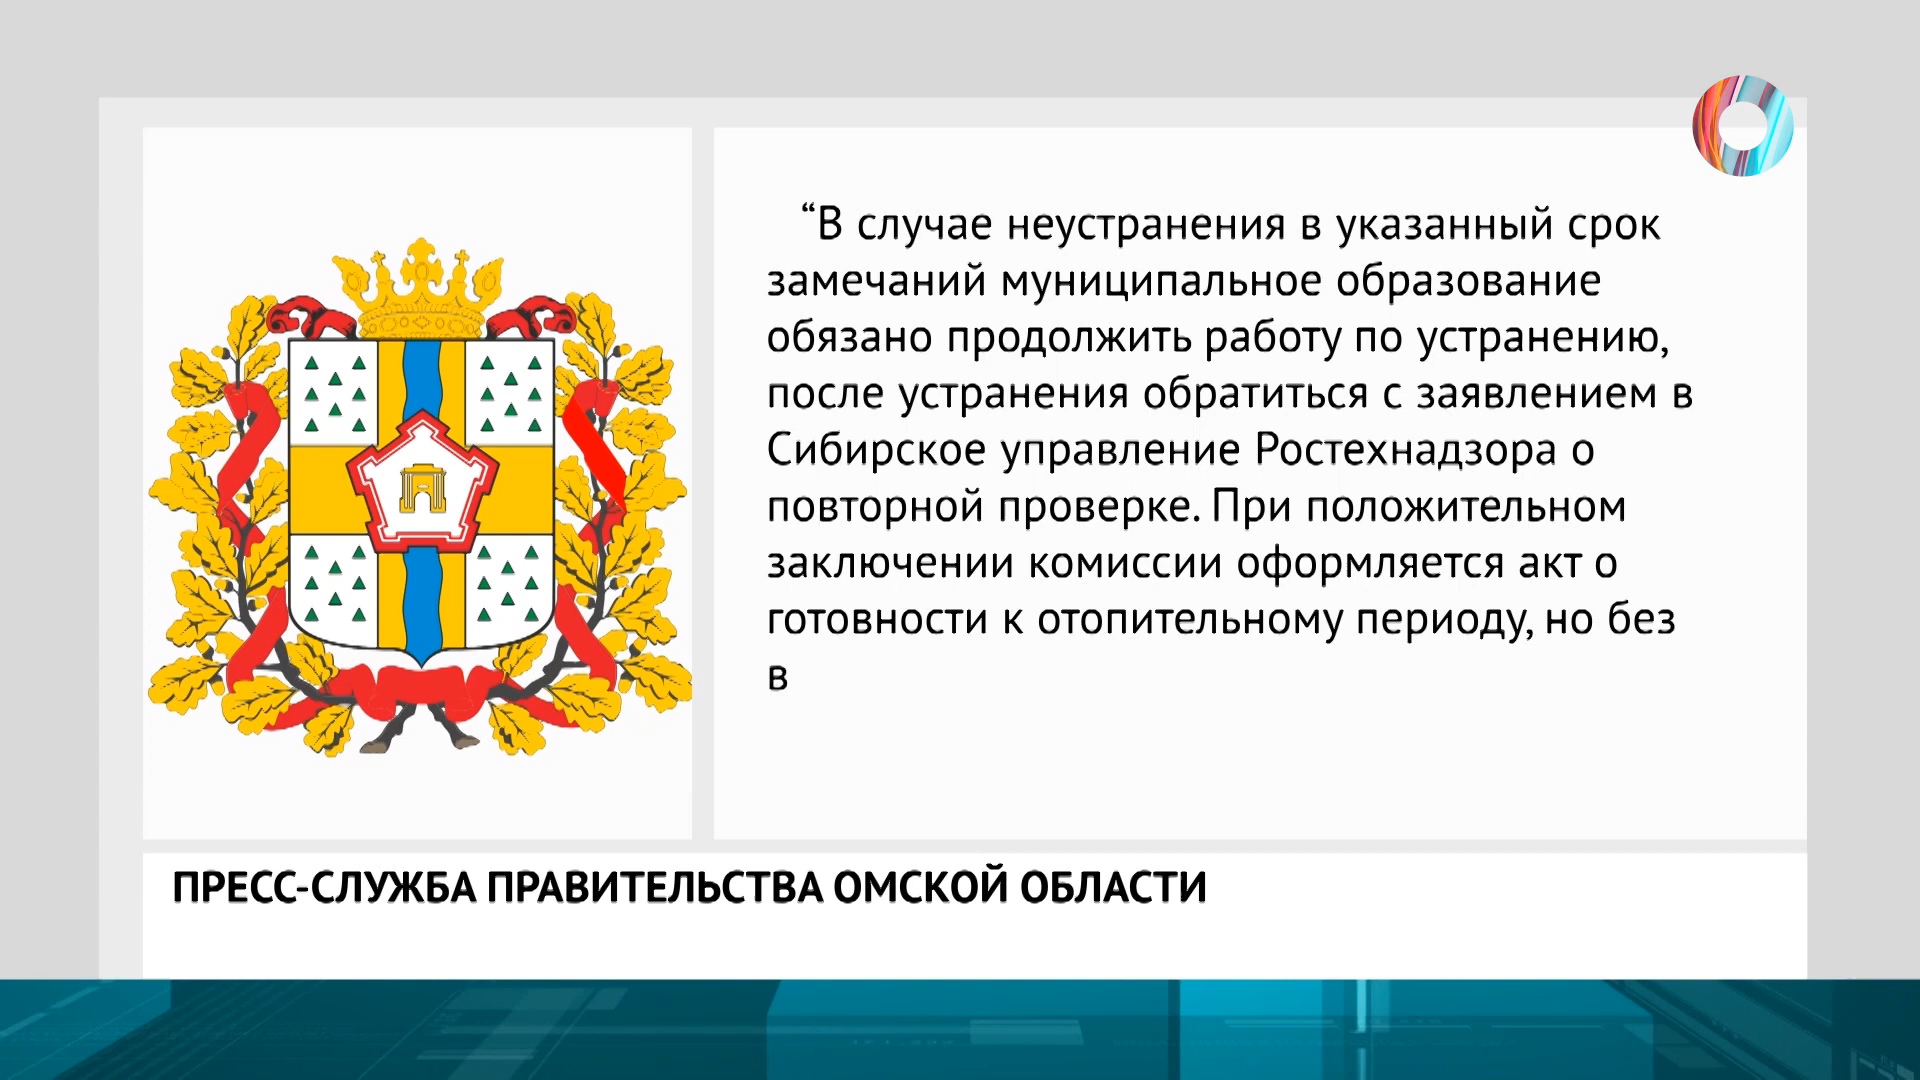 “В случае неустранения в указанный срок
замечаний муниципальное образование
обязано продолжить работу по устранению,
после устранения обратиться с заявлением в
Сибирское управление Ростехнадзора о
повторной проверке. При положительном
заключении комиссии оформляется акт о
готовности к отопительному периоду, но без
в
ПРЕСС-СЛУЖБА ПРАВИТЕЛЬСТВА ОМСКОЙ ОБЛАСТИ